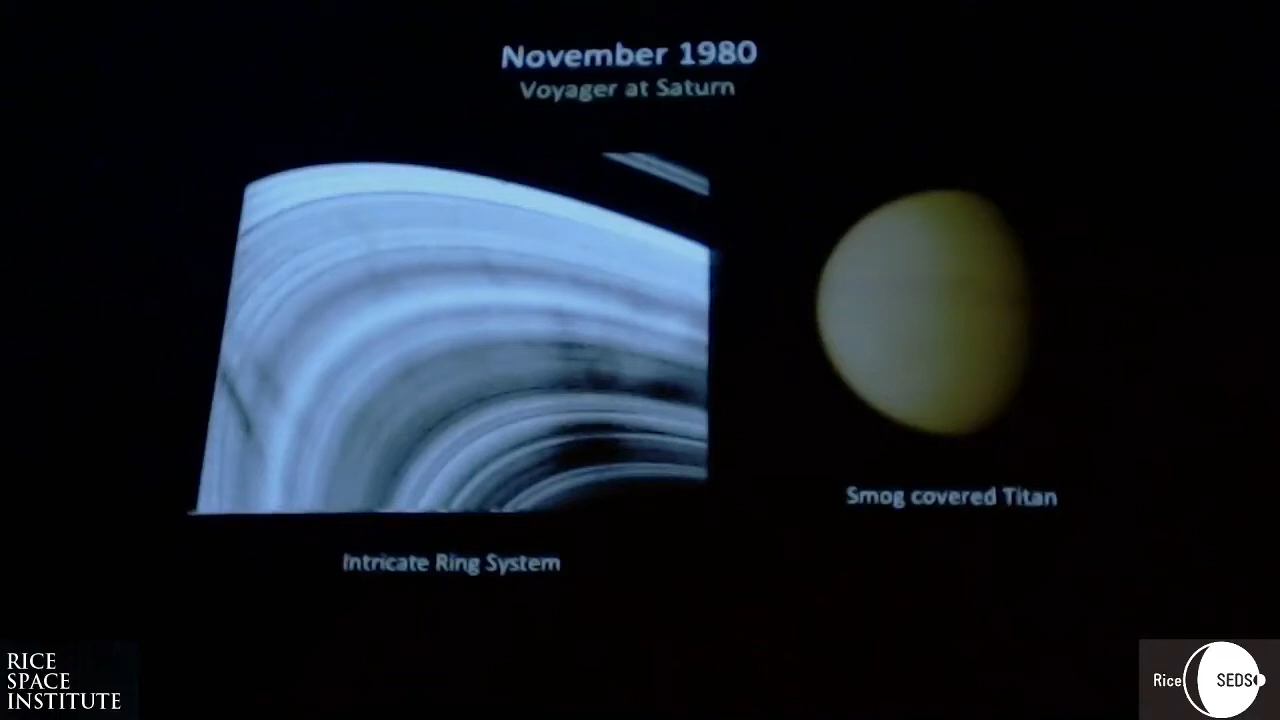 November 1980
Voyager at Saturn
Intricate Ring System
Smog covered Titan
RICE
SPACE
INSTITUTE
Rice SEDS